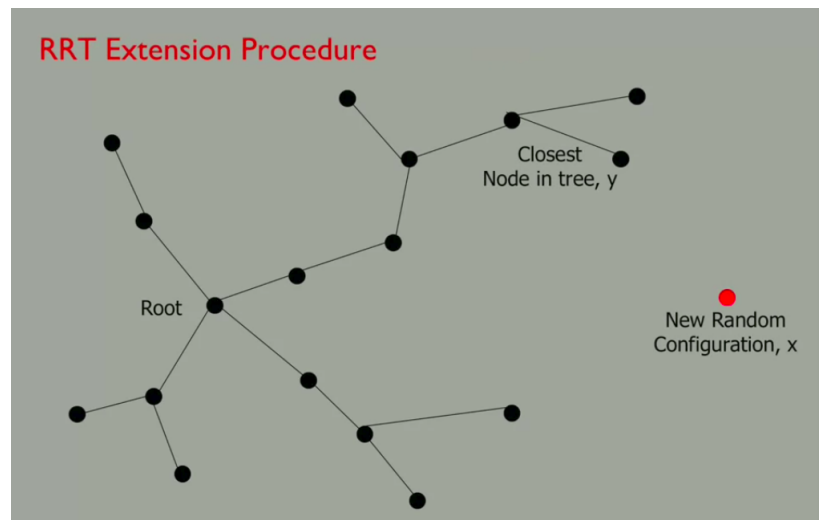 RRT Extension Procedure
Closest
Node in tree, y
Root
New Random
Configuration, x